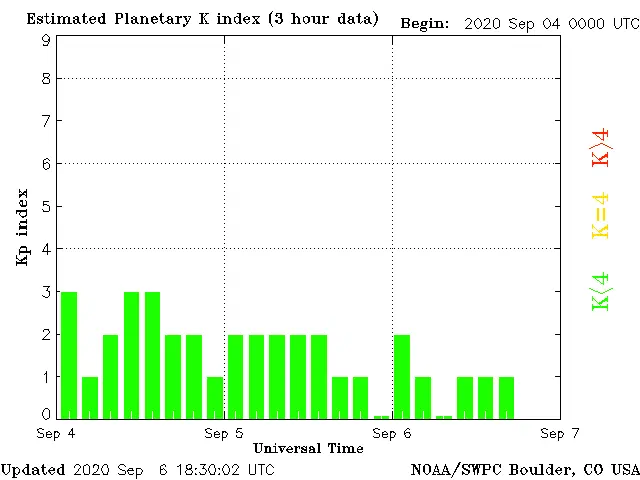 Estimated Planetary K index (3 hour data) Begin: 2020 Sep 04 0000 UTC
9
8
7
6
5
4
3
2
1
0
Kp index
K<4 K=4 K>4
Sep 4 Sep 5 Sep 6 Sep 7
Universal Time
Updated 2020 Sep 6 18:30:02 UTC NOAA/SWPC Boulder, CO USA